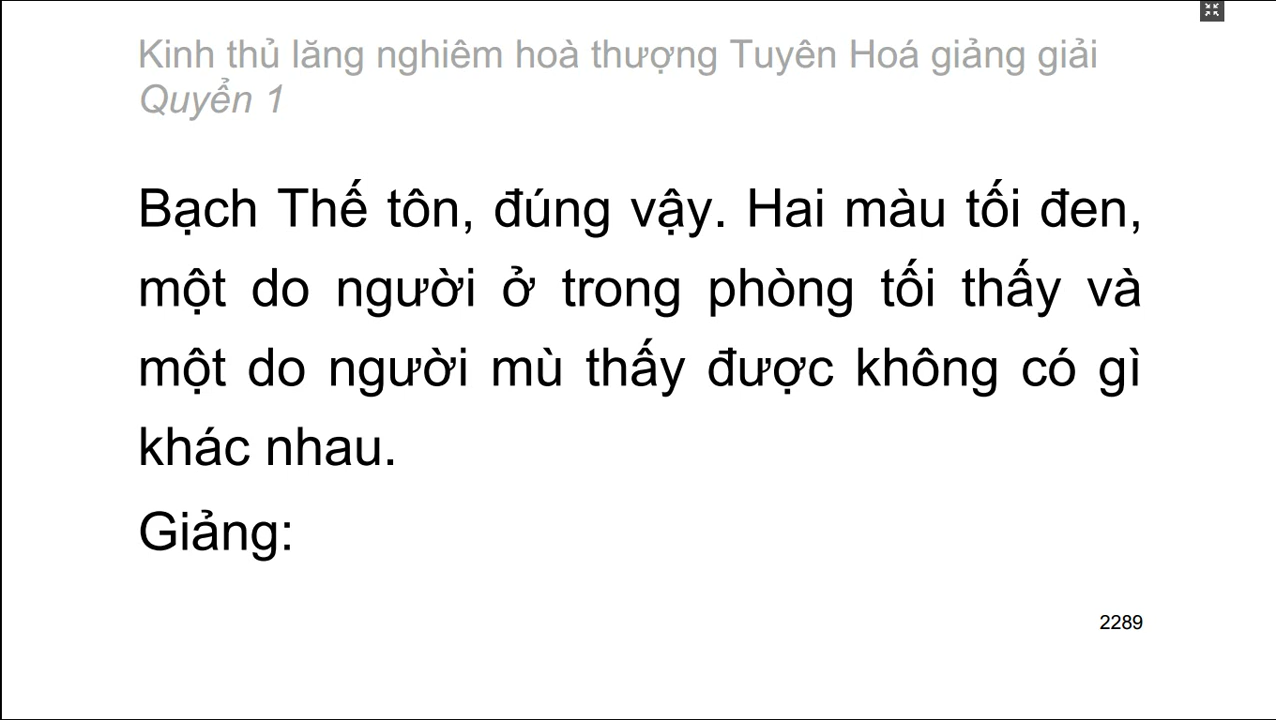 Kinh thủ lăng nghiêm hoà thượng Tuyên Hoá giảng giải
Quyển 1
Bạch Thế tôn, đúng vậy. Hai màu tối đen,
một do người ở trong phòng tối thấy và
một do người mù thấy được không có gì
khác nhau.
Giảng:
2289